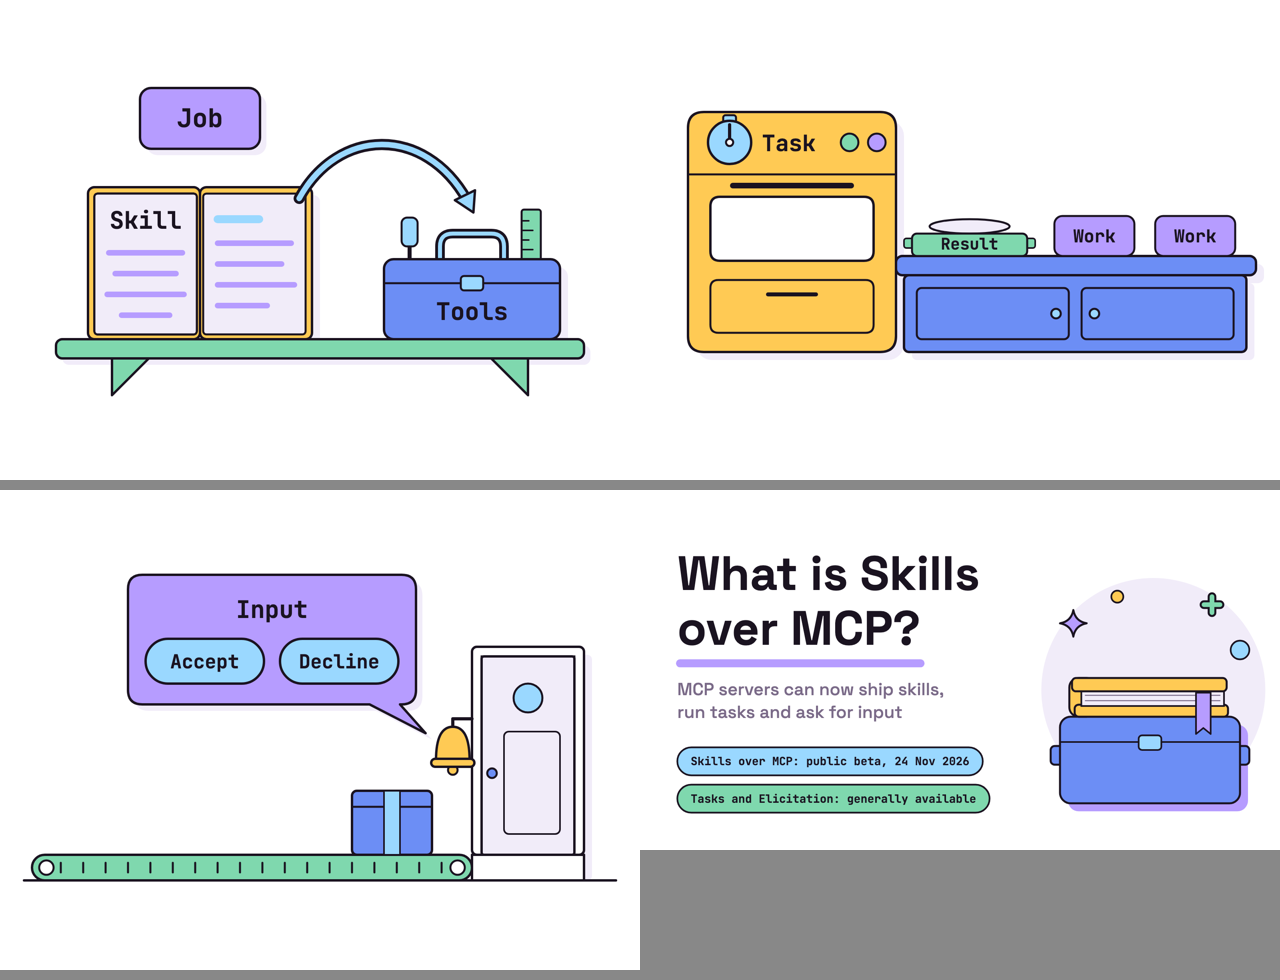 Job
Skill
Tools
Task
Result
Work
Work
Input
Accept
Decline
What is Skills
over MCP?
MCP servers can now ship skills,
run tasks and ask for input
Skills over MCP: public beta, 24 Nov 2026
Tasks and Elicitation: generally available